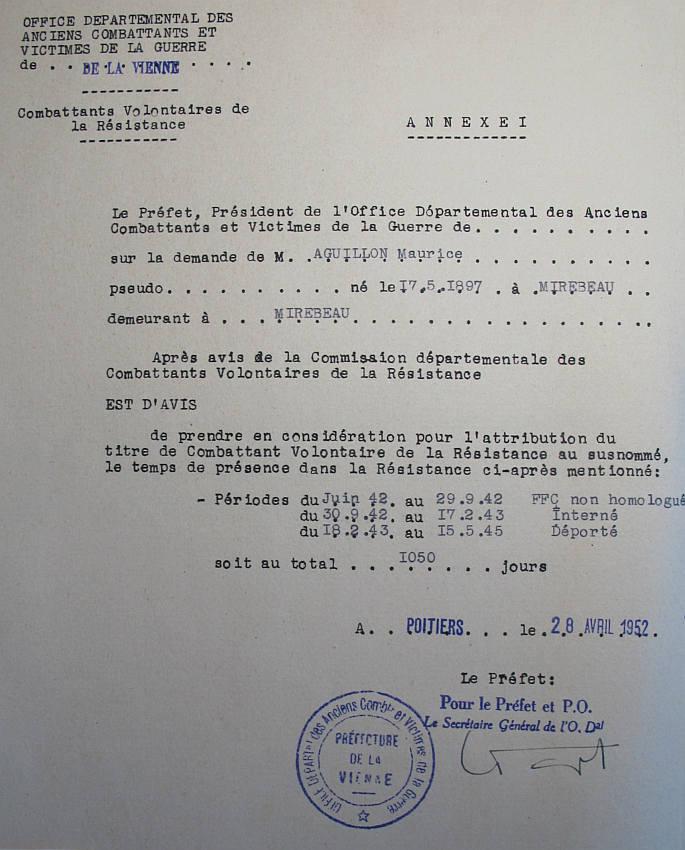 OFFICE DEPARTEMENTAL DES
ANCIENS COMBATTANTS ET
VICTIMES DE LA GUERRE
de . . DE LA VIENNE . . . .
Combattants Volontaires de
la Résistance
A N N E X E I
Le Préfet, Président de l'Office Dópartemental des Anciens
Combattants et Victimes de la Guerre de. . . . . . . . . .
sur la demande de M. .AGUILLON Maurice . . . . . . . . . .
pseudo. . . . . . . . . . né le I7.5.I897 . à .MIREBEAU . .
demeurant à . . . MIREBEAU. . . . . . . . . . . . . . . . .
Après avis de la Commission départementale des
Combattants Volontaires de la Résistance
EST D'AVIS
de prendre en considération pour l'attribution du
titre de Combattant Volontaire de la Résistance au susnommé,
le temps de présence dans la Résistance ci-après mentionné:
- Périodes du Juin 42. au 29.9.42 FFC non homologué
du 30.9.42. au I7.2.43 Interné
du I8.2.43. au I5.5.45 Déporté
soit au total . . . I050 . . . . jours
A. . POITIERS. . . le .28 AVRIL 1952.
Le Préfet:
Pour le Préfet et P.O.
Le Secrétaire Général de l'O. Dal
PRÉFECTURE
DE LA
VIENNE